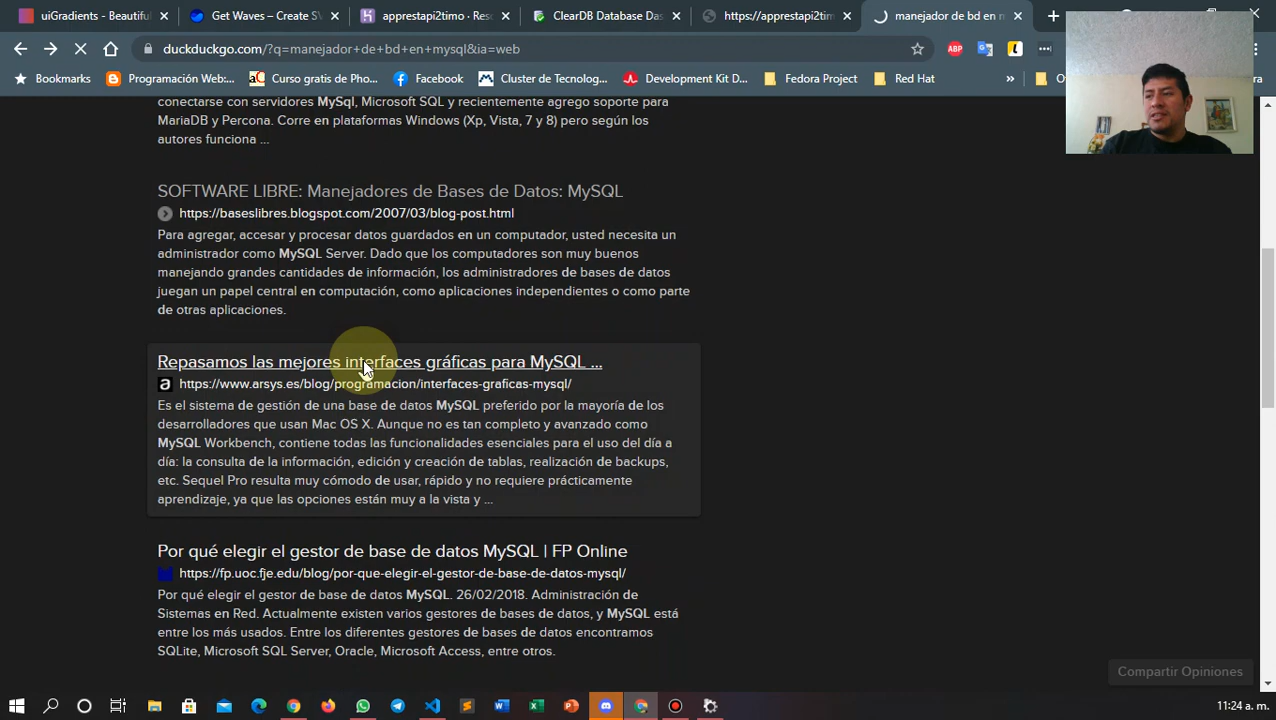 uiGradients - Beautiful
Get Waves – Create SV
apprestapi2timo · Reso
ClearDB Database Das
https://apprestapi2tim
manejador de bd en m
duckduckgo.com/?q=manejador+de+bd+en+mysql&ia=web
Bookmarks
Programación Web:...
Curso gratis de Pho...
Facebook
Cluster de Tecnolog...
Development Kit D...
Fedora Project
Red Hat
conectarse con servidores MySql, Microsoft SQL y recientemente agrego soporte para
MariaDB y Percona. Corre en plataformas Windows (Xp, Vista, 7 y 8) pero según los
autores funciona ...
SOFTWARE LIBRE: Manejadores de Bases de Datos: MySQL
https://baseslibres.blogspot.com/2007/03/blog-post.html
Para agregar, accesar y procesar datos guardados en un computador, usted necesita un
administrador como MySQL Server. Dado que los computadores son muy buenos
manejando grandes cantidades de información, los administradores de bases de datos
juegan un papel central en computación, como aplicaciones independientes o como parte
de otras aplicaciones.
Repasamos las mejores interfaces gráficas para MySQL ...
https://www.arsys.es/blog/programacion/interfaces-graficas-mysql/
Es el sistema de gestión de una base de datos MySQL preferido por la mayoría de los
desarrolladores que usan Mac OS X. Aunque no es tan completo y avanzado como
MySQL Workbench, contiene todas las funcionalidades esenciales para el uso del día a
día: la consulta de la información, edición y creación de tablas, realización de backups,
etc. Sequel Pro resulta muy cómodo de usar, rápido y no requiere prácticamente
aprendizaje, ya que las opciones están muy a la vista y ...
Por qué elegir el gestor de base de datos MySQL | FP Online
https://fp.uoc.fje.edu/blog/por-que-elegir-el-gestor-de-base-de-datos-mysql/
Por qué elegir el gestor de base de datos MySQL. 26/02/2018. Administración de
Sistemas en Red. Actualmente existen varios gestores de bases de datos, y MySQL está
entre los más usados. Entre los diferentes gestores de bases de datos encontramos
SQLite, Microsoft SQL Server, Oracle, Microsoft Access, entre otros.
Compartir Opiniones
11:24 a. m.